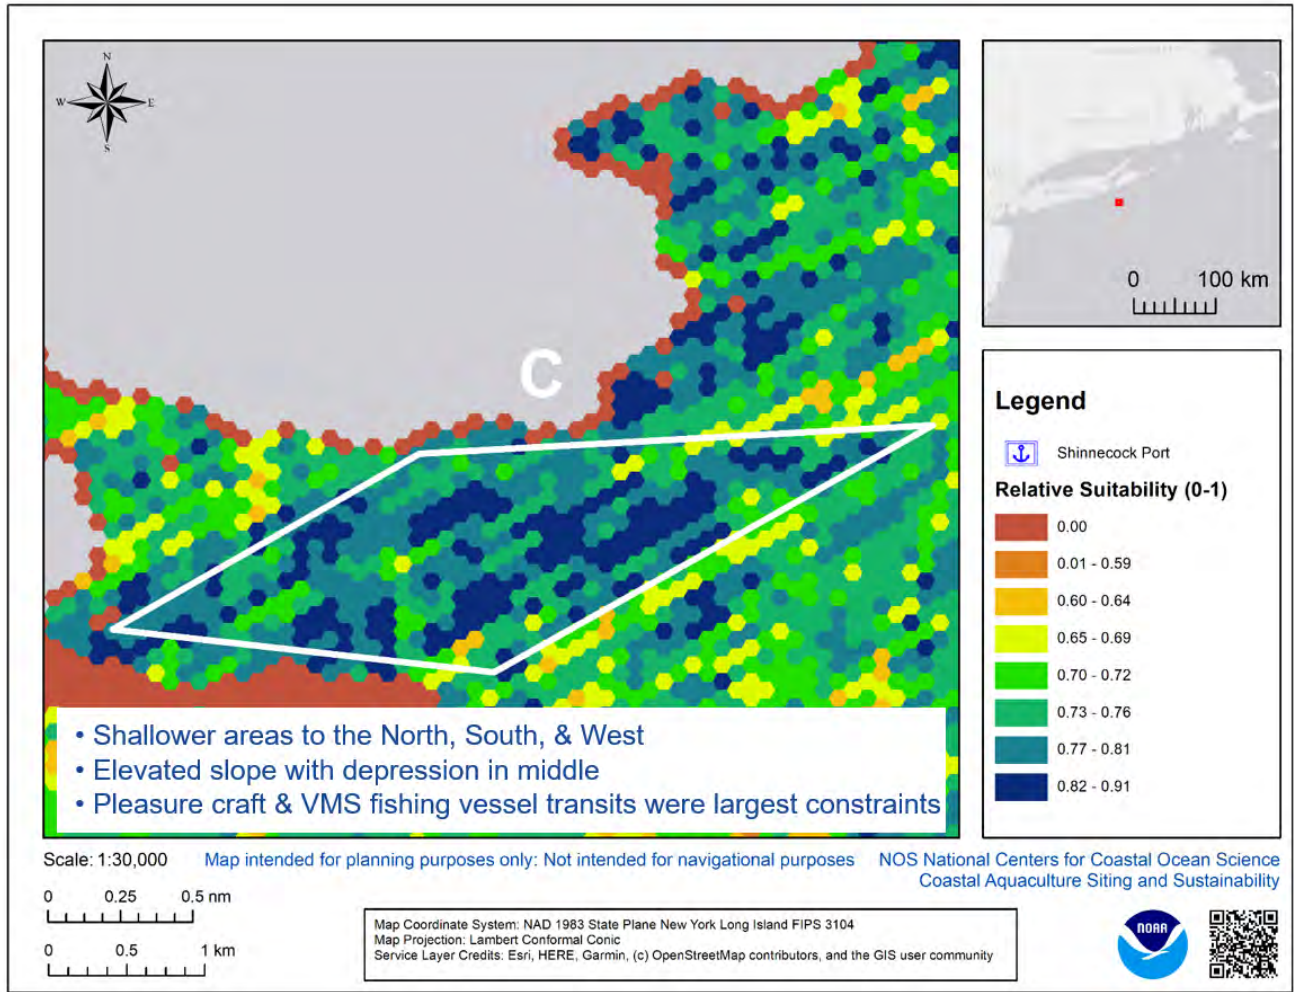 N
W E
S
C
0 100 km
Legend
Shinnecock Port
Relative Suitability (0-1)
0.00
0.01 - 0.59
0.60 - 0.64
0.65 - 0.69
0.70 - 0.72
0.73 - 0.76
0.77 - 0.81
0.82 - 0.91
• Shallower areas to the North, South, & West
• Elevated slope with depression in middle
• Pleasure craft & VMS fishing vessel transits were largest constraints
Scale: 1:30,000
Map intended for planning purposes only: Not intended for navigational purposes
NOS National Centers for Coastal Ocean Science
Coastal Aquaculture Siting and Sustainability
0 0.25 0.5 nm
0 0.5 1 km
Map Coordinate System: NAD 1983 State Plane New York Long Island FIPS 3104
Map Projection: Lambert Conformal Conic
Service Layer Credits: Esri, HERE, Garmin, (c) OpenStreetMap contributors, and the GIS user community
NOAA